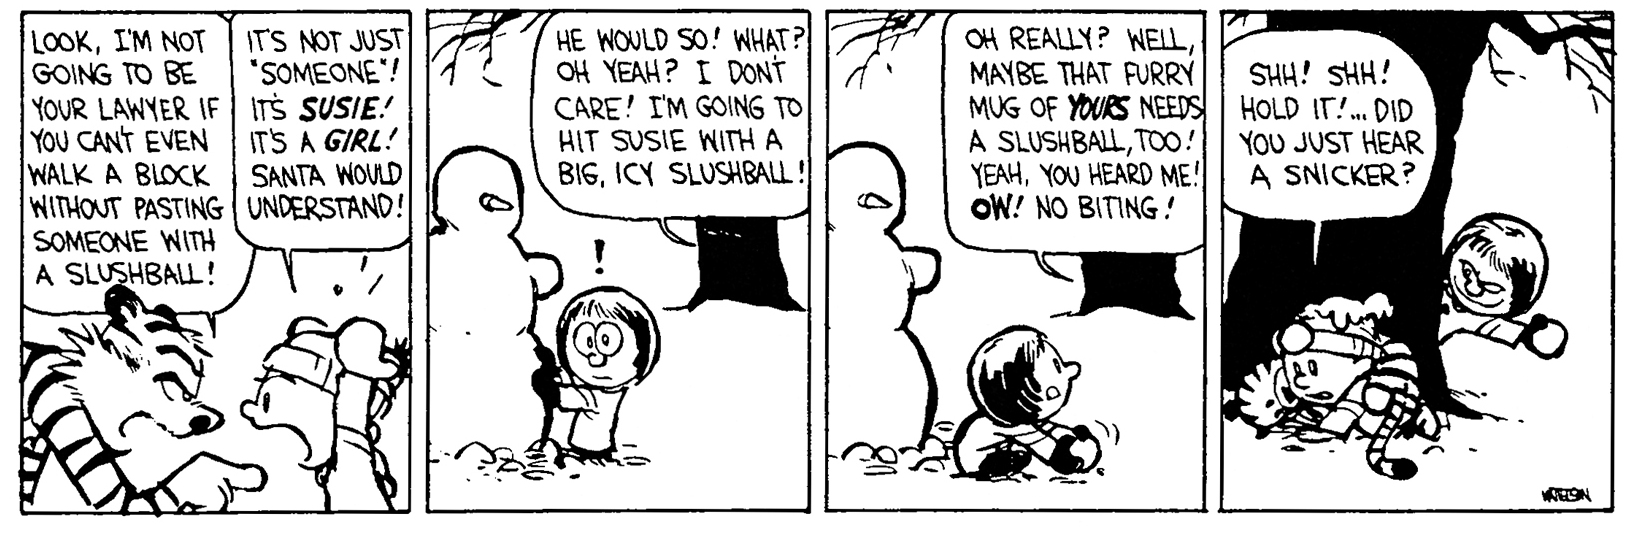 LOOK, I'M NOT
GOING TO BE
YOUR LAWYER IF
YOU CAN'T EVEN
WALK A BLOCK
WITHOUT PASTING
SOMEONE WITH
A SLUSHBALL!
IT'S NOT JUST
"SOMEONE"!
IT'S SUSIE!
IT'S A GIRL!
SANTA WOULD
UNDERSTAND!
HE WOULD SO! WHAT?
OH YEAH? I DON'T
CARE! I'M GOING TO
HIT SUSIE WITH A
BIG, ICY SLUSHBALL!
!
OH REALLY? WELL,
MAYBE THAT FURRY
MUG OF YOURS NEEDS
A SLUSHBALL, TOO!
YEAH, YOU HEARD ME!
OW! NO BITING!
SHH! SHH!
HOLD IT!... DID
YOU JUST HEAR
A SNICKER?
WATTERSON